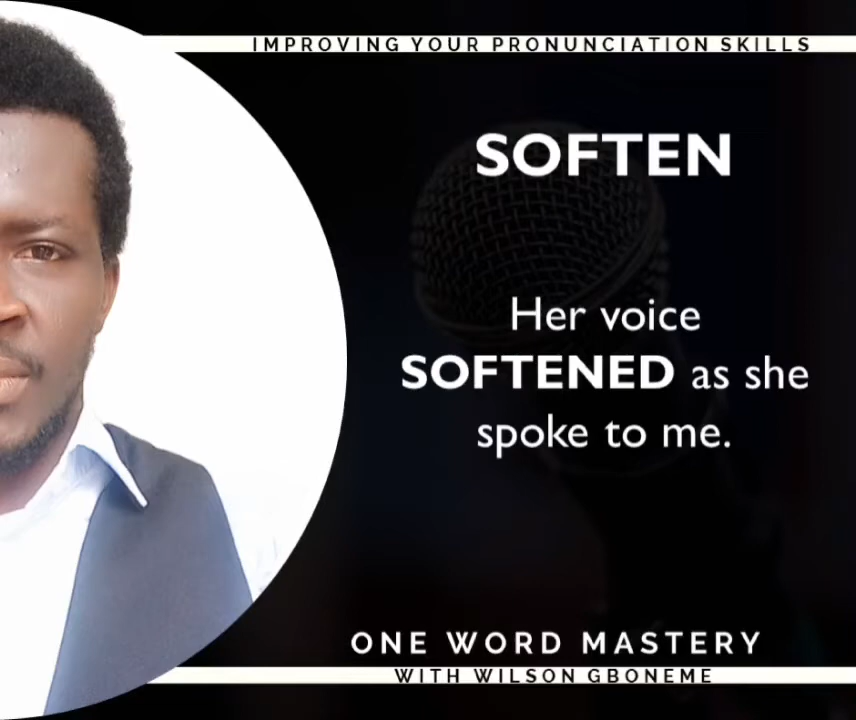 IMPROVING YOUR PRONUNCIATION SKILLS
SOFTEN
Her voice
SOFTENED as she
spoke to me.
ONE WORD MASTERY
WITH WILSON GBONEME